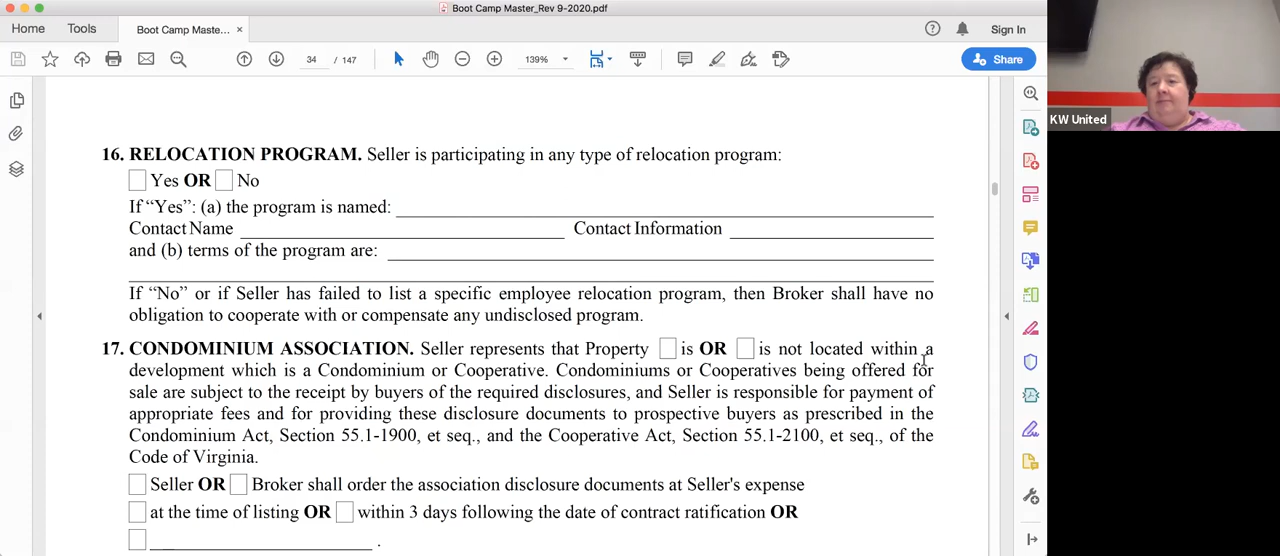 Boot Camp Master_Rev 9-2020.pdf
Home Tools Boot Camp Maste... × Sign In
34 / 147 139% Share
KW United
16. RELOCATION PROGRAM. Seller is participating in any type of relocation program:
Yes OR No
If “Yes”: (a) the program is named:
Contact Name Contact Information
and (b) terms of the program are:
If “No” or if Seller has failed to list a specific employee relocation program, then Broker shall have no
obligation to cooperate with or compensate any undisclosed program.
17. CONDOMINIUM ASSOCIATION. Seller represents that Property is OR is not located within a
development which is a Condominium or Cooperative. Condominiums or Cooperatives being offered for
sale are subject to the receipt by buyers of the required disclosures, and Seller is responsible for payment of
appropriate fees and for providing these disclosure documents to prospective buyers as prescribed in the
Condominium Act, Section 55.1-1900, et seq., and the Cooperative Act, Section 55.1-2100, et seq., of the
Code of Virginia.
Seller OR Broker shall order the association disclosure documents at Seller's expense
at the time of listing OR within 3 days following the date of contract ratification OR
.